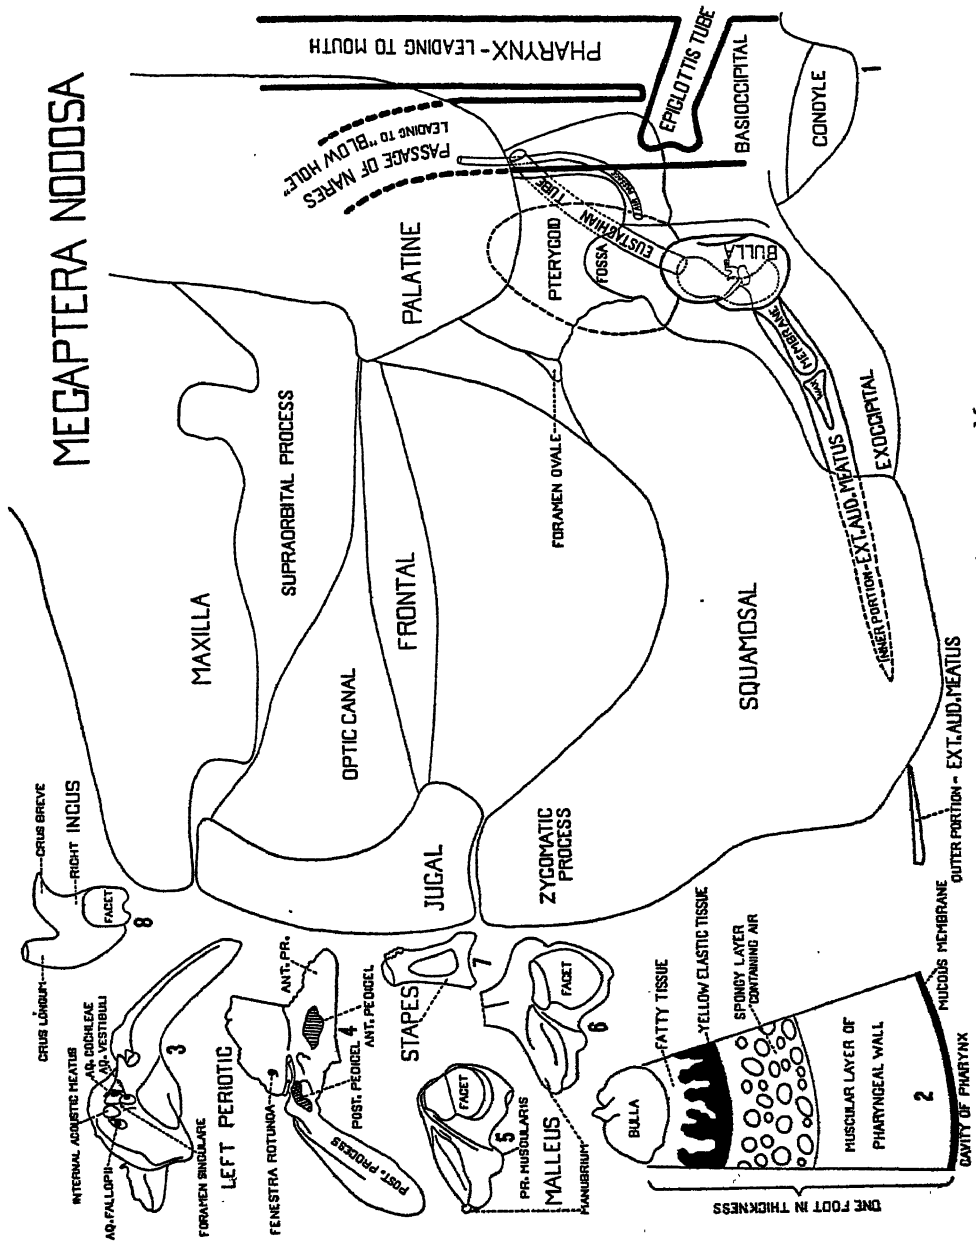 MEGAPTERA NODOSA
PHARYNX - LEADING TO MOUTH
PASSAGE OF NARES
LEADING TO "BLOW HOLE"
EPIGLOTTIS TUBE
BASIOCCIPITAL
CONDYLE
1
PALATINE
PTERYGOID
FOSSA
EUSTACHIAN
TUBE
BULLA
MEMBRANE
WAX
EXOCCIPITAL
EXT. AUD. MEATUS
INNER PORTION - EXT. AUD. MEATUS
OUTER PORTION - EXT. AUD. MEATUS
MAXILLA
SUPRAORBITAL PROCESS
OPTIC CANAL
FRONTAL
FORAMEN OVALE
SQUAMOSAL
JUGAL
ZYGOMATIC
PROCESS
CRUS LONGUM
CRUS BREVE
RIGHT INCUS
FACET
8
INTERNAL ACOUSTIC MEATUS
AQ. COCHLEAE
AQ. VESTIBULI
AQ. FALLOPII
FORAMEN SINGULARE
3
LEFT PERIOTIC
ANT. PR.
FENESTRA ROTUNDA
POST. PEDICEL
ANT. PEDICEL
4
POST. PROCESS
STAPES
7
FACET
5
PR. MUSCULARIS
MALLEUS
MANUBRIUM
FACET
6
BULLA
FATTY TISSUE
YELLOW ELASTIC TISSUE
SPONGY LAYER
CONTAINING AIR
MUSCULAR LAYER OF
PHARYNGEAL WALL
2
MUCOUS MEMBRANE
CAVITY OF PHARYNX
ONE FOOT IN THICKNESS